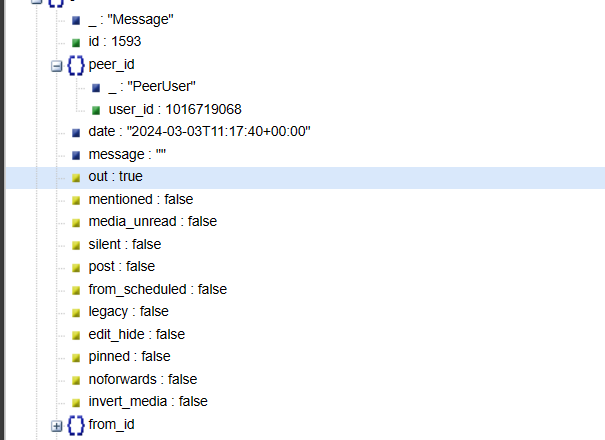 _ : "Message"
id : 1593
peer_id
_ : "PeerUser"
user_id : 1016719068
date : "2024-03-03T11:17:40+00:00"
message : ""
out : true
mentioned : false
media_unread : false
silent : false
post : false
from_scheduled : false
legacy : false
edit_hide : false
pinned : false
noforwards : false
invert_media : false
from_id